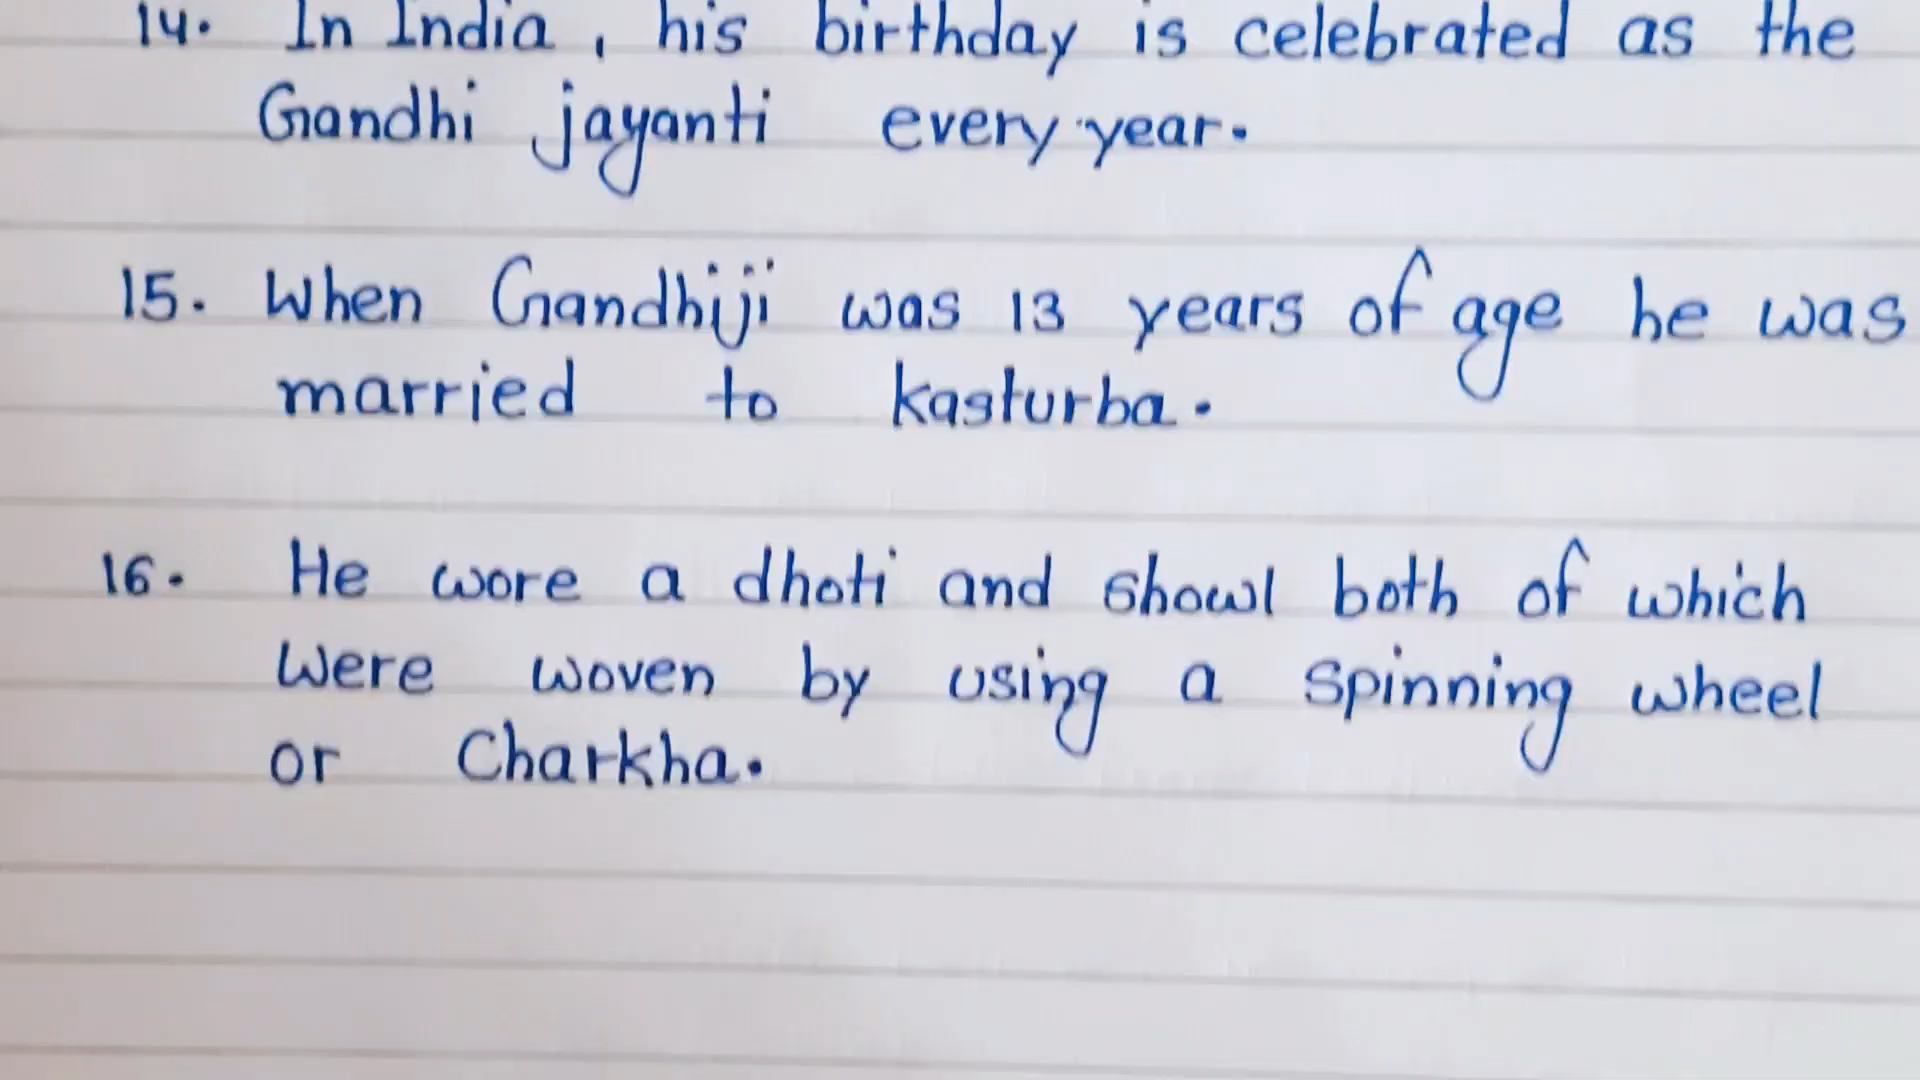 14. In India, his birthday is celebrated as the
Gandhi jayanti every year.
15. When Gandhiji was 13 years of age he was
married to kasturba.
16. He wore a dhoti and showl both of which
were woven by using a spinning wheel
or Charkha.